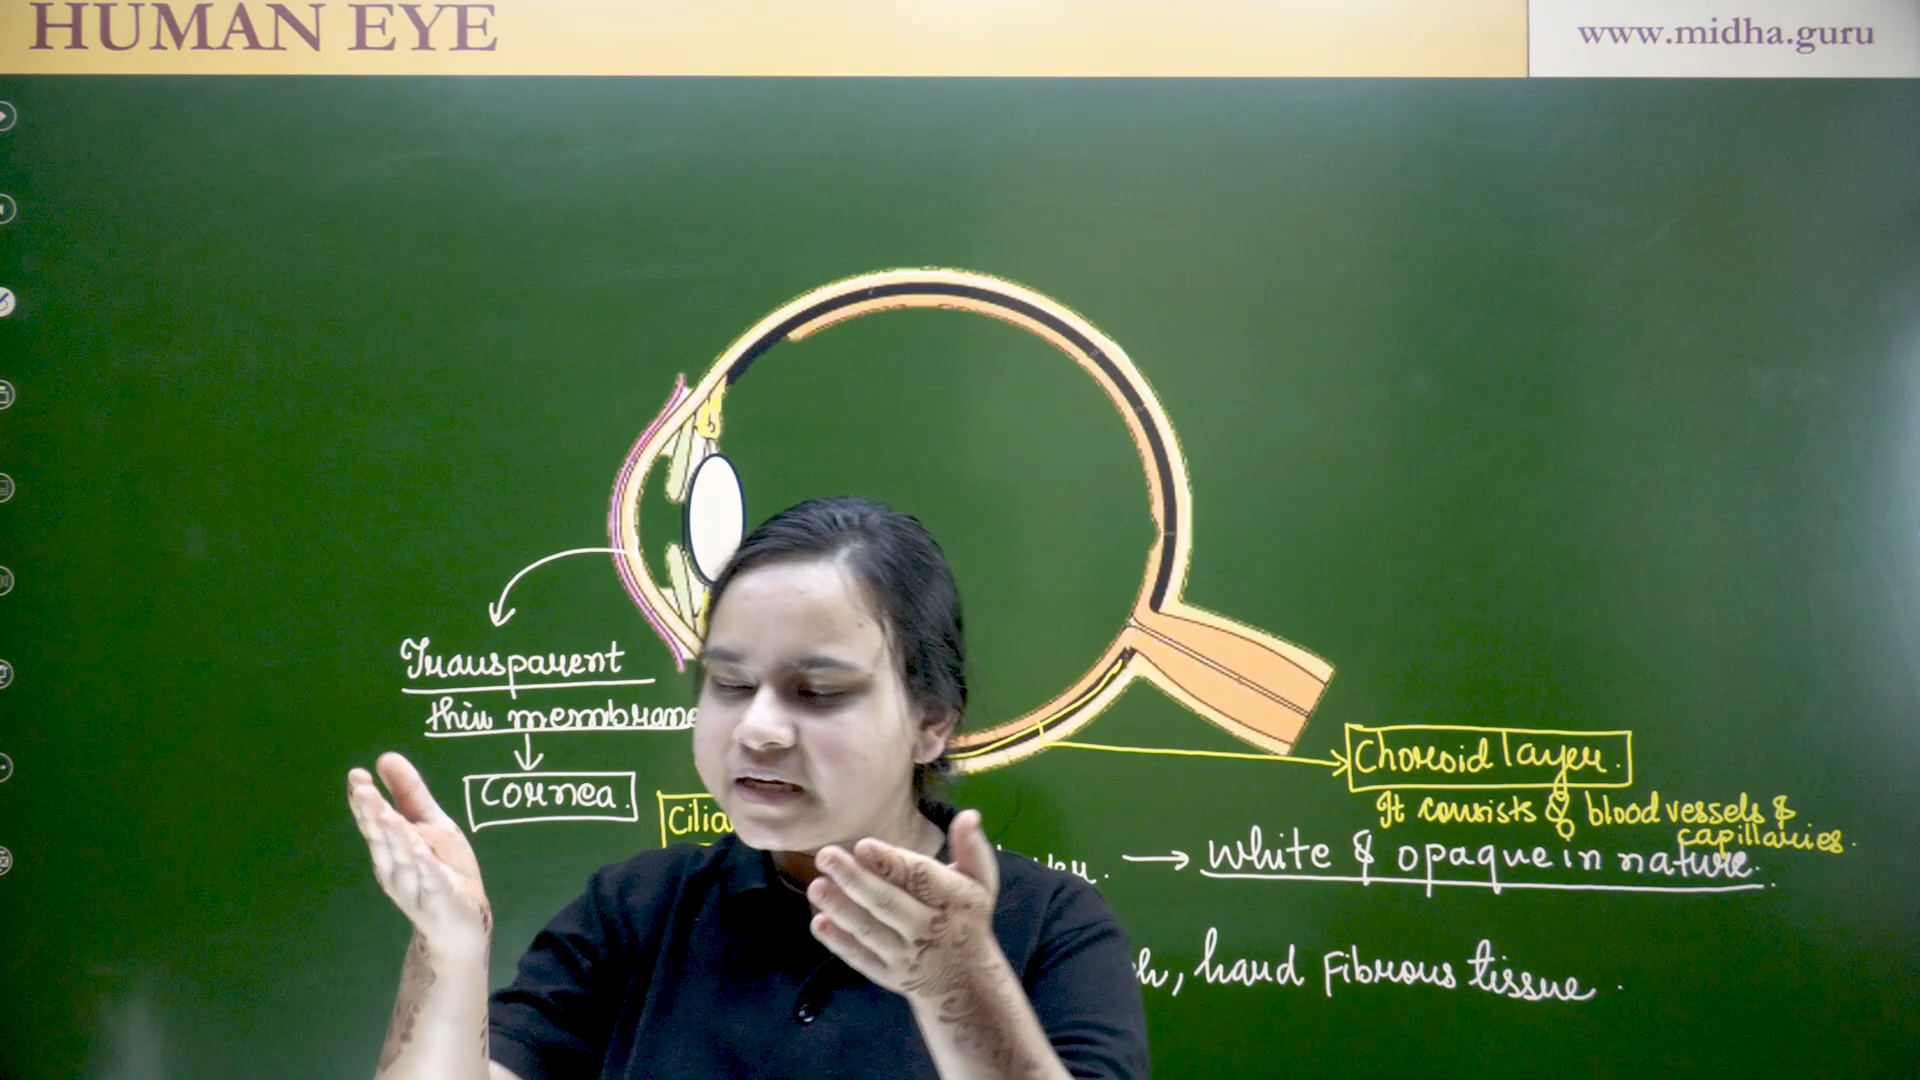 HUMAN EYE
www.midha.guru
Transparent
thin membrane
Cornea.
Choroid layer.
It consists of blood vessels &
capillaries.
white & opaque in nature.
hard Fibrous tissue.